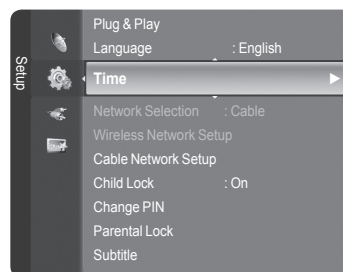 Setup
Plug & Play
Language : English
Time
Network Selection : Cable
Wireless Network Setup
Cable Network Setup
Child Lock : On
Change PIN
Parental Lock
Subtitle